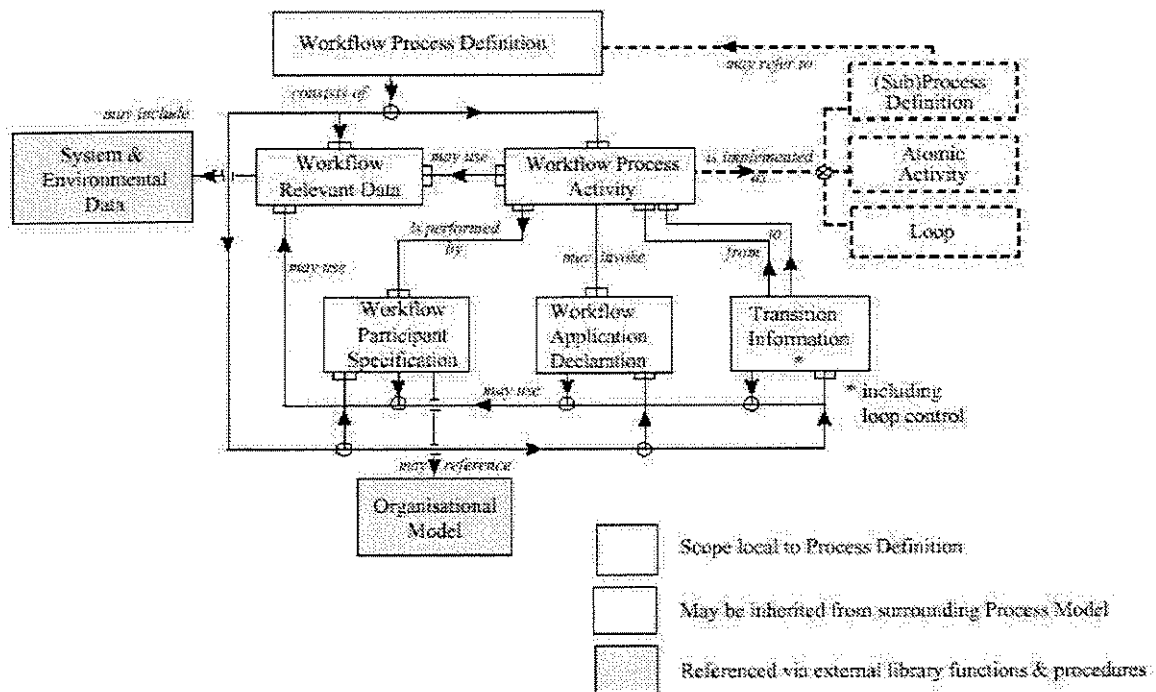 Workflow Process Definition
may refer to
(Sub)Process
Definition
consists of
may include
System &
Environmental
Data
Workflow
Relevant Data
may use
Workflow Process
Activity
is implemented
as
Atomic
Activity
Loop
is performed
by
may use
may invoke
to
from
Workflow
Participant
Specification
Workflow
Application
Declaration
Transition
Information
*
may use
* including
loop control
may reference
Organisational
Model
Scope local to Process Definition
May be inherited from surrounding Process Model
Referenced via external library functions & procedures